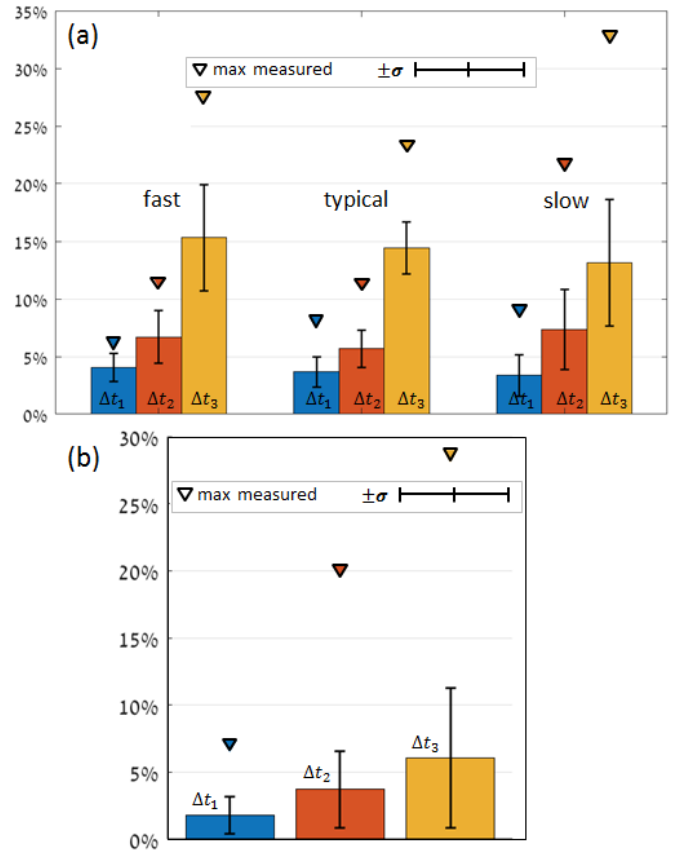 35%
(a)
▽ max measured ±σ
30%
25%
20%
fast typical slow
15%
10%
5%
Δt₁ Δt₂ Δt₃ Δt₁ Δt₂ Δt₃ Δt₁ Δt₂ Δt₃
0%
(b)
30%
▽ max measured ±σ
25%
20%
15%
10%
Δt₃
5%
Δt₂
Δt₁
0%